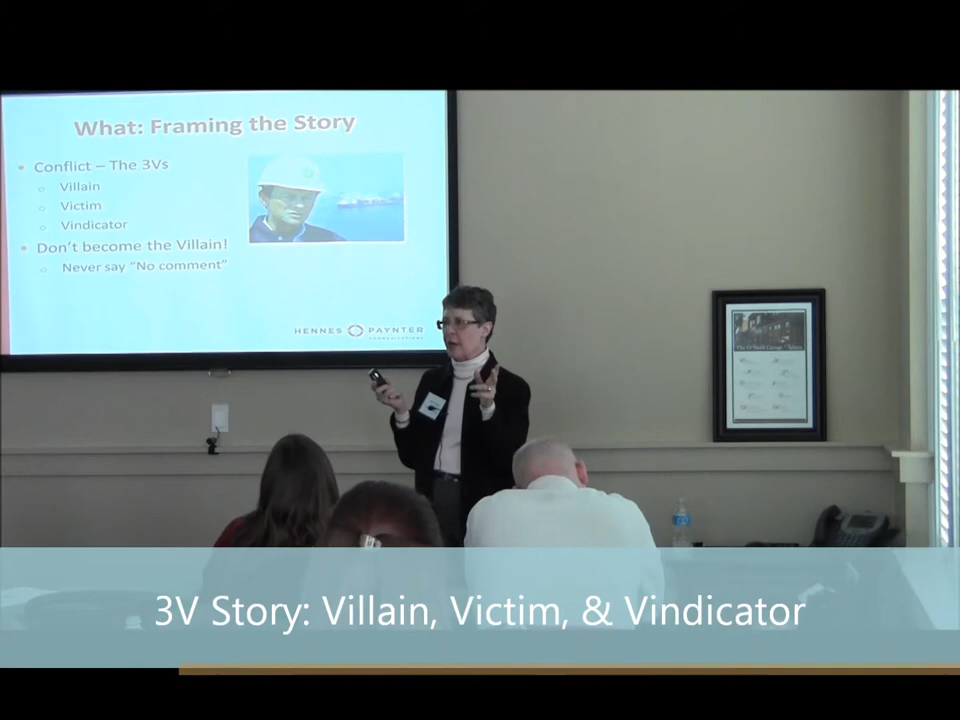 What: Framing the Story
Conflict – The 3Vs
Villain
Victim
Vindicator
Don't become the Villain!
Never say "No comment"
HENNES PAYNTER
COMMUNICATIONS
3V Story: Villain, Victim, & Vindicator